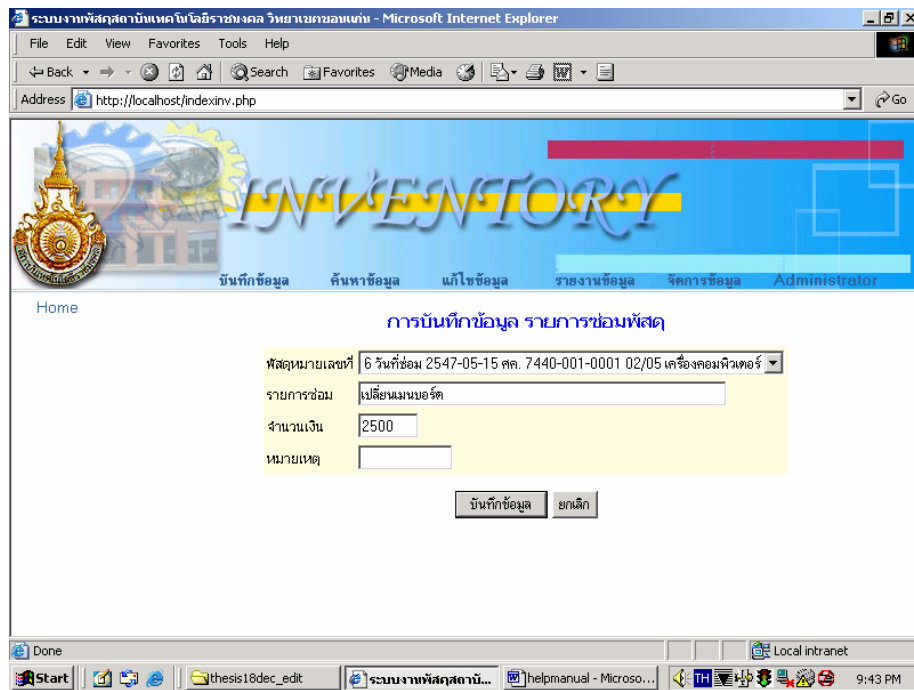 ระบบงานพัสดุสถาบันเทคโนโลยีราชมงคล วิทยาเขตขอนแก่น - Microsoft Internet Explorer
File Edit View Favorites Tools Help
Back Search Favorites Media
Address http://localhost/indexinv.php Go
INVENTORY
บันทึกข้อมูล ค้นหาข้อมูล แก้ไขข้อมูล รายงานข้อมูล จัดการข้อมูล Administrator
Home
การบันทึกข้อมูล รายการซ่อมพัสดุ
พัสดุหมายเลขที่ 6 วันที่ซ่อม 2547-05-15 ศค. 7440-001-0001 02/05 เครื่องคอมพิวเตอร์
รายการซ่อม เปลี่ยนเมนบอร์ด
จำนวนเงิน 2500
หมายเหตุ
บันทึกข้อมูล ยกเลิก
Done Local intranet
Start thesis18dec_edit ระบบงานพัสดุสถาบั... helpmanual - Microso... TH 9:43 PM